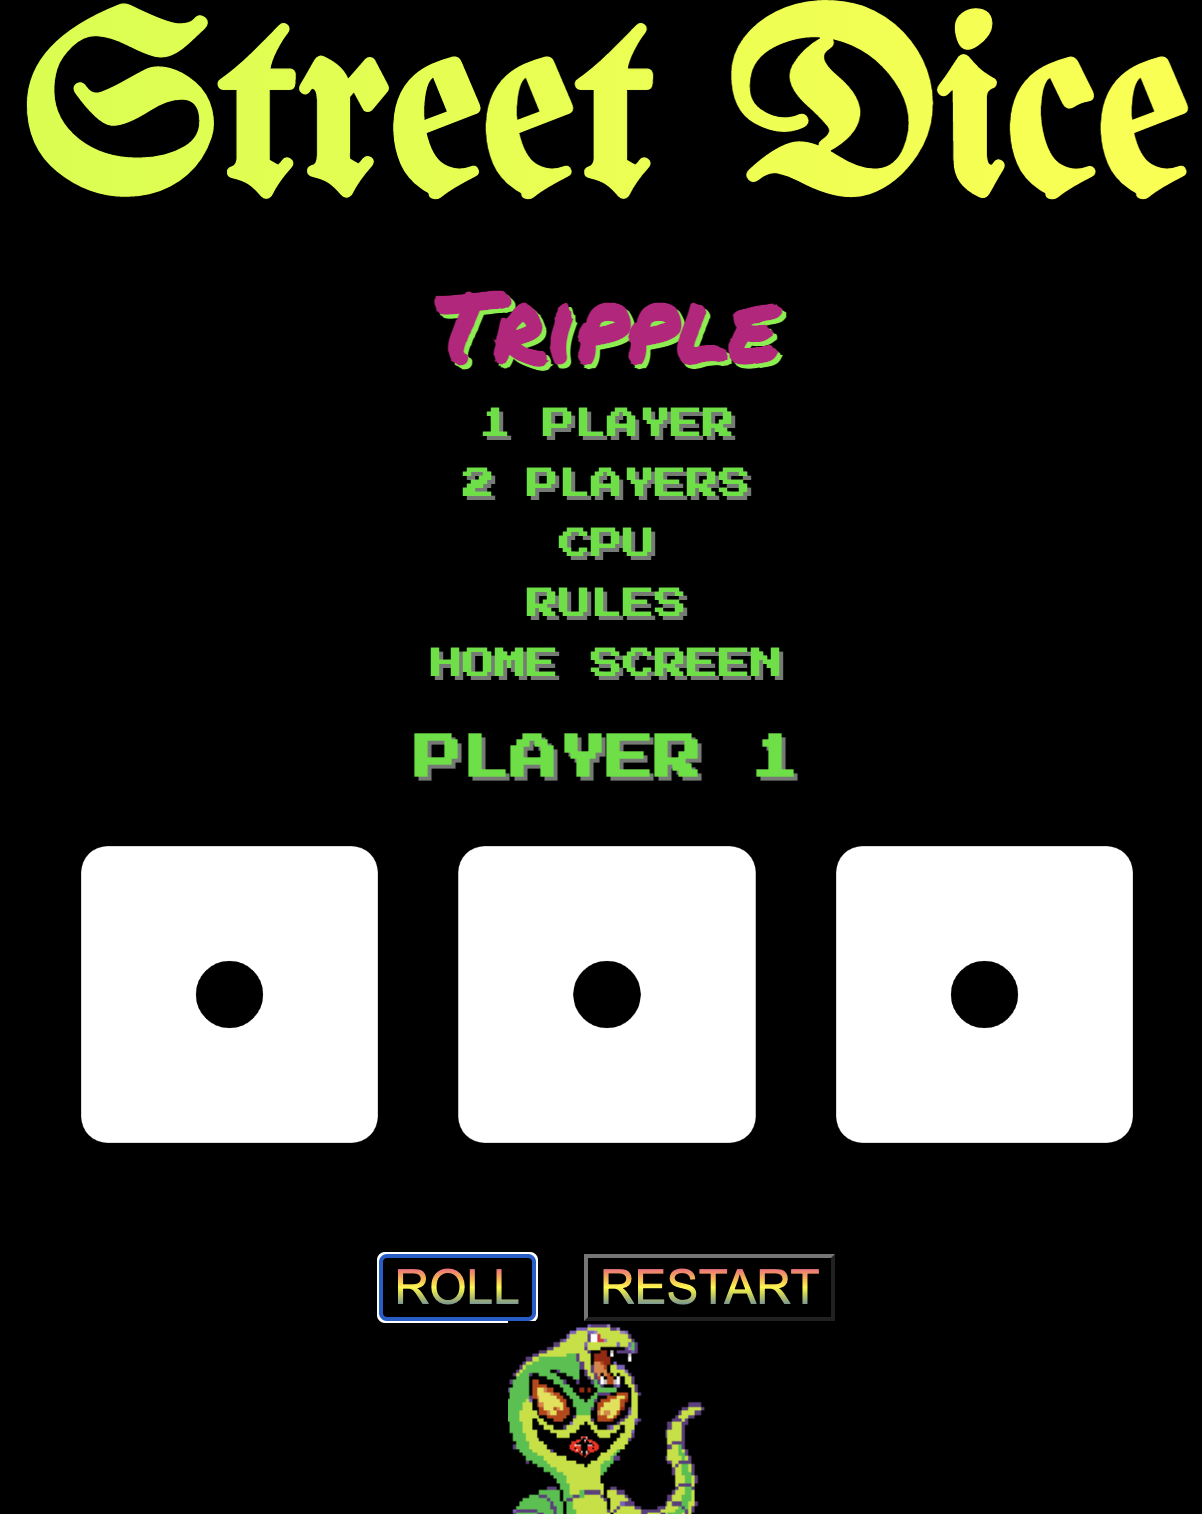 Street Dice
TRIPPLE
1 PLAYER
2 PLAYERS
CPU
RULES
HOME SCREEN
PLAYER 1
ROLL RESTART